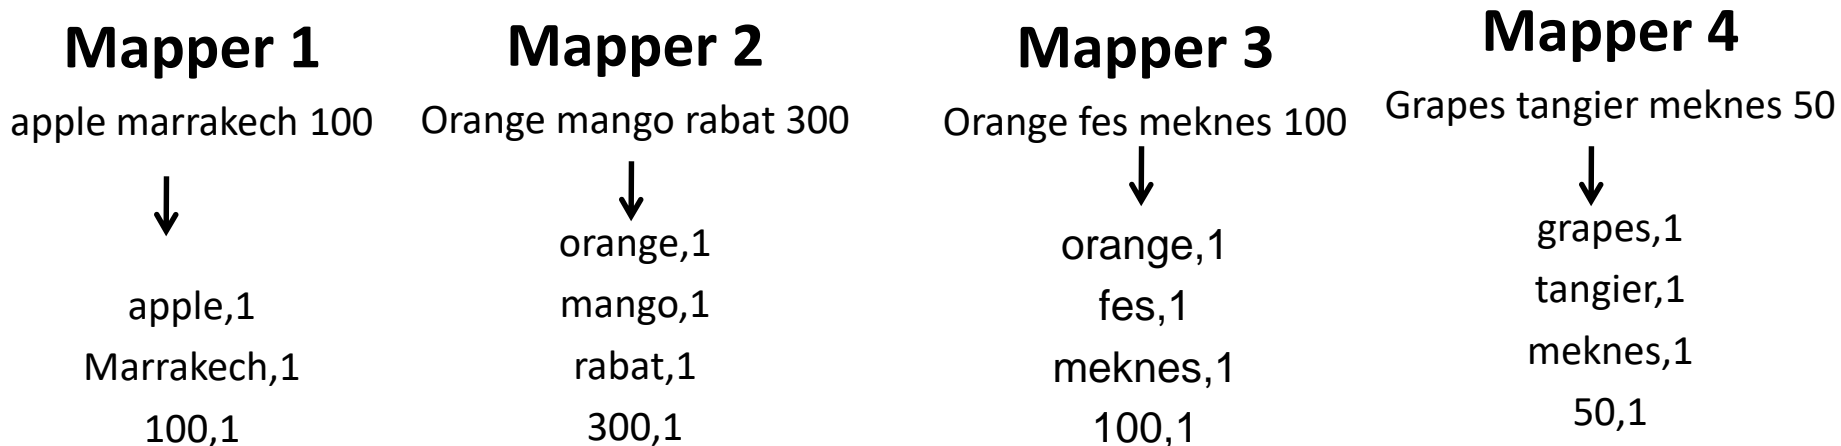 Mapper 1
apple marrakech 100
apple,1
Marrakech,1
100,1
Mapper 2
Orange mango rabat 300
orange,1
mango,1
rabat,1
300,1
Mapper 3
Orange fes meknes 100
orange,1
fes,1
meknes,1
100,1
Mapper 4
Grapes tangier meknes 50
grapes,1
tangier,1
meknes,1
50,1